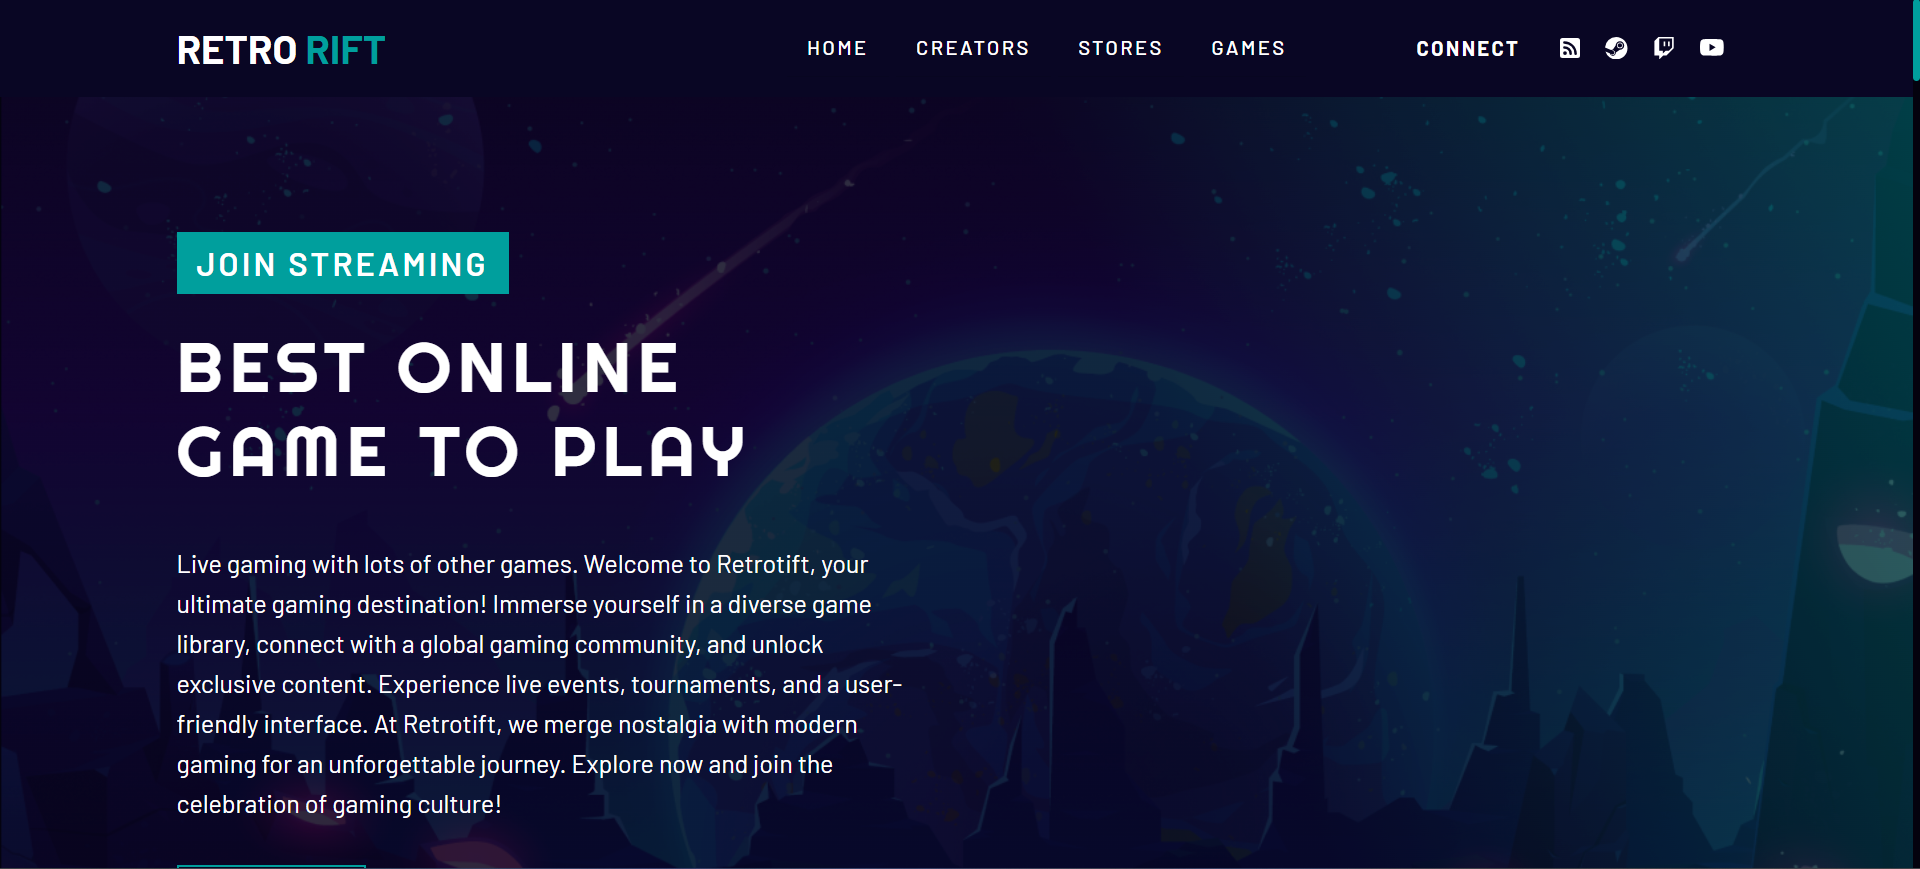 RETRO RIFT
HOME CREATORS STORES GAMES CONNECT
JOIN STREAMING
BEST ONLINE
GAME TO PLAY
Live gaming with lots of other games. Welcome to Retrotift, your
ultimate gaming destination! Immerse yourself in a diverse game
library, connect with a global gaming community, and unlock
exclusive content. Experience live events, tournaments, and a user-
friendly interface. At Retrotift, we merge nostalgia with modern
gaming for an unforgettable journey. Explore now and join the
celebration of gaming culture!